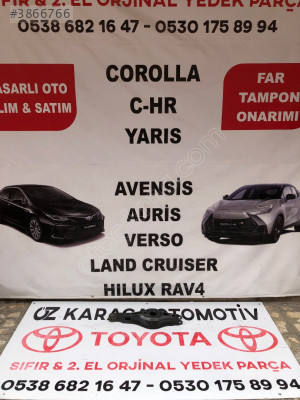 SIFIR & 2. EL ORJİNAL YEDEK PARÇA
#3866766
0538 682 16 47 - 0530 175 89 94
COROLLA
C-HR
YARIS
ASARLI OTO
LIM & SATIM
FAR
TAMPON
ONARIMI
AVENSİS
AURİS
VERSO
LAND CRUISER
HILUX RAV4
ÖZ KARA OTOMOTİV
TOYOTA
SIFIR & 2. EL ORJİNAL YEDEK PARÇA
0538 682 16 47 - 0530 175 89 94